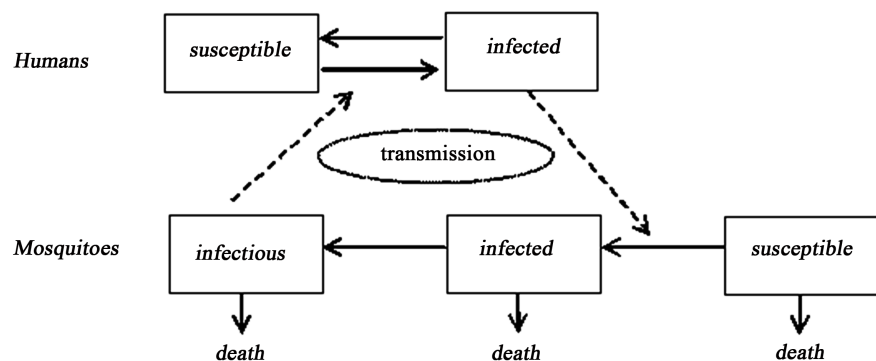 Humans
susceptible
infected
transmission
Mosquitoes
infectious
infected
susceptible
death
death
death